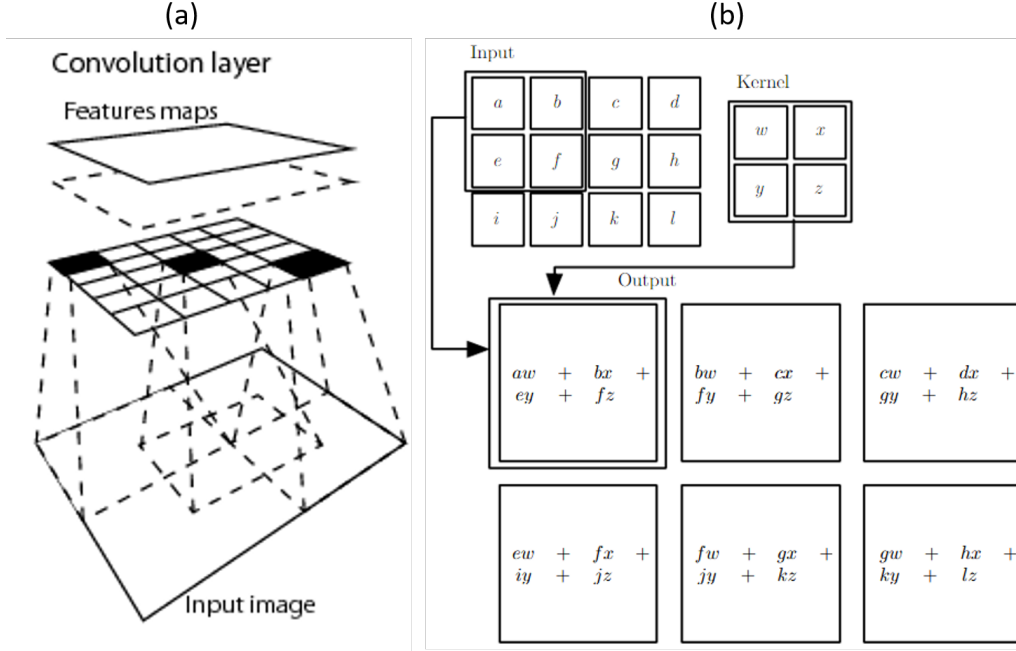 (a)
(b)
Convolution layer
Features maps
Input image
Input
a b c d
e f g h
i j k l
Kernel
w x
y z
Output
aw + bx +
ey + fz
bw + cx +
fy + gz
cw + dx +
gy + hz
ew + fx +
iy + jz
fw + gx +
jy + kz
gw + hx +
ky + lz